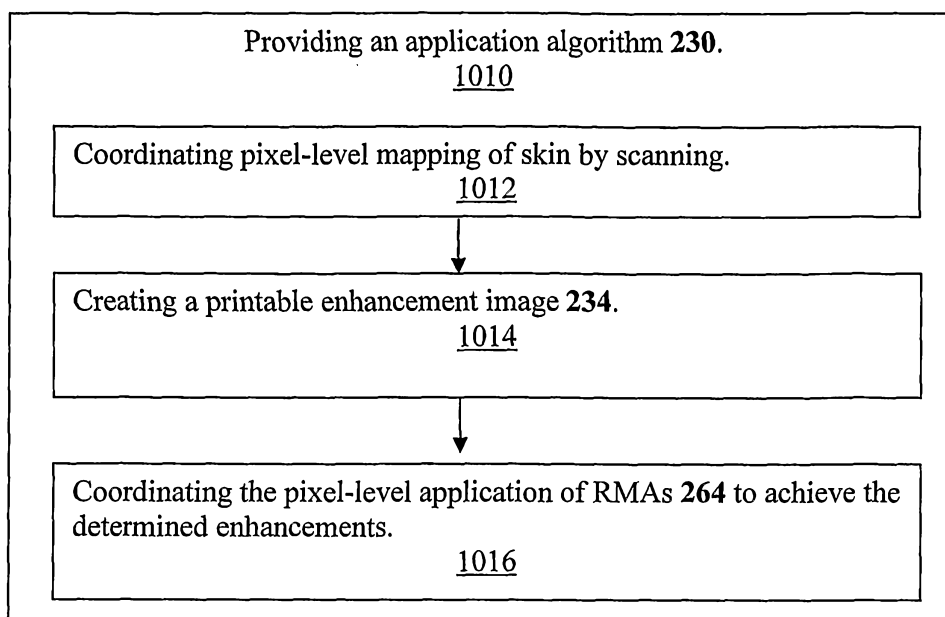 Providing an application algorithm 230.
1010
Coordinating pixel-level mapping of skin by scanning.
1012
Creating a printable enhancement image 234.
1014
Coordinating the pixel-level application of RMAs 264 to achieve the
determined enhancements.
1016